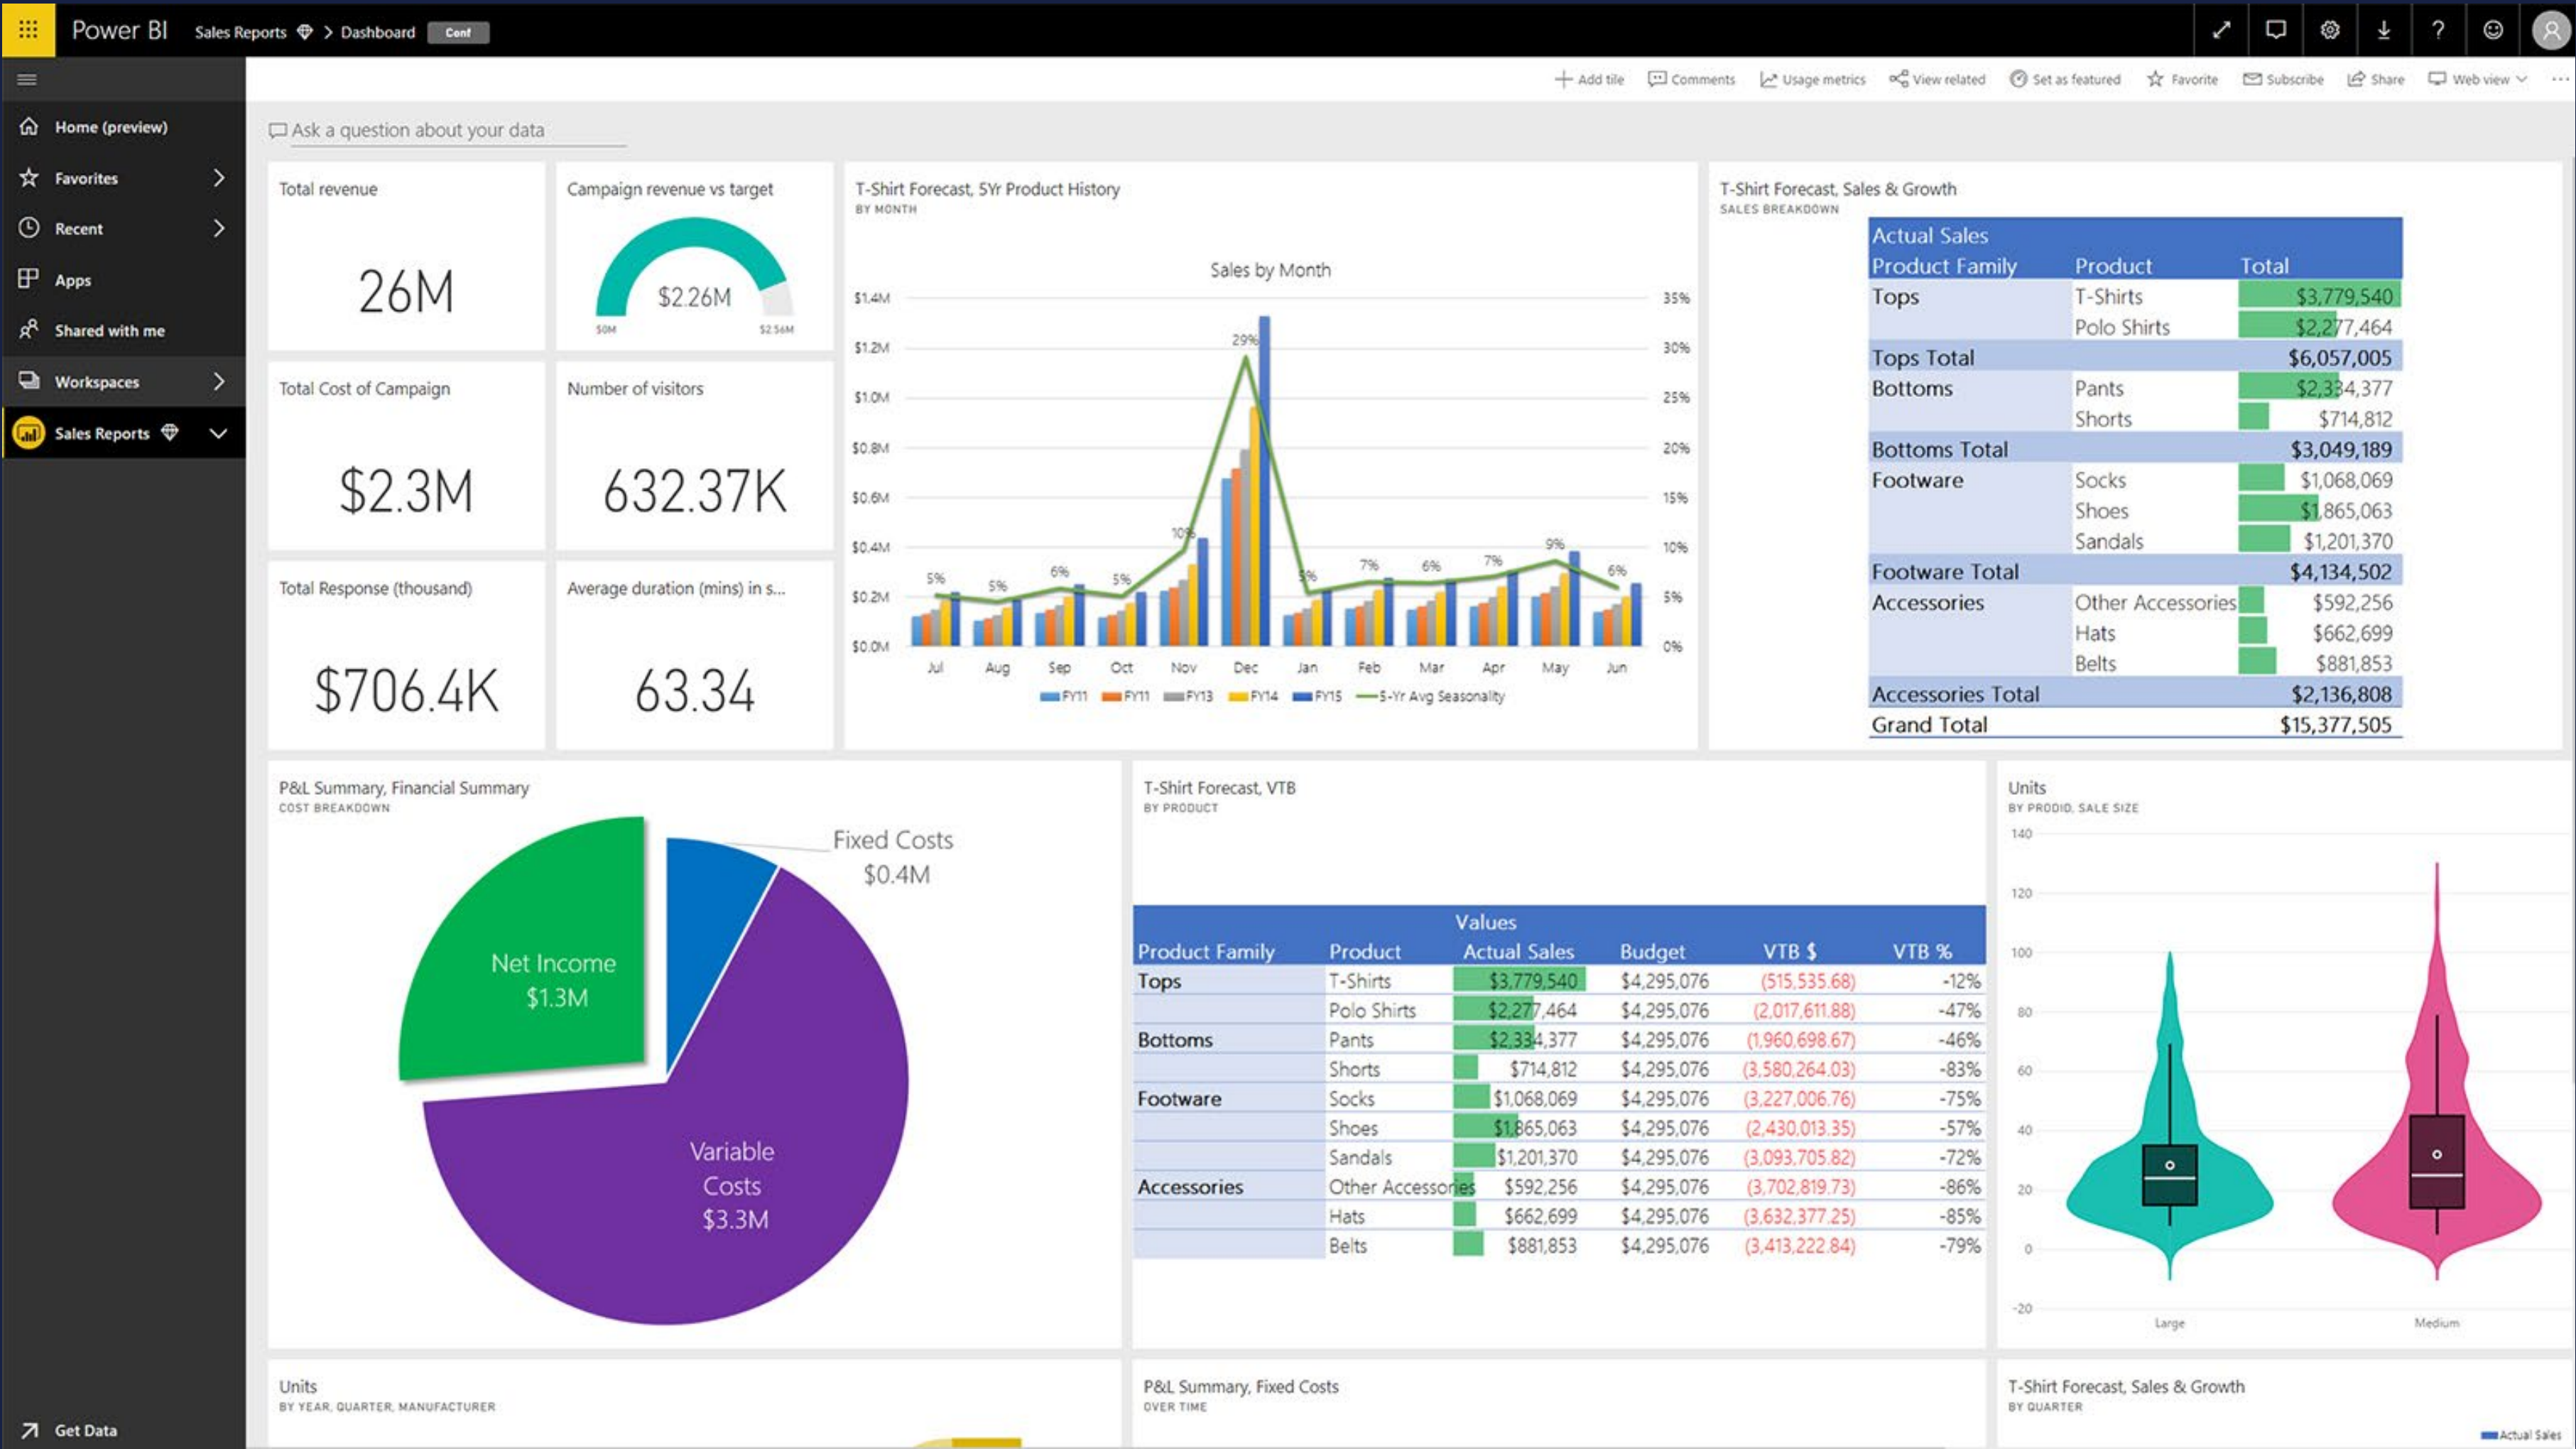 Power BI Sales Reports > Dashboard Conf
Add tile Comments Usage metrics View related Set as featured Favorite Subscribe Share Web view
Home (preview)
Favorites
Recent
Apps
Shared with me
Workspaces
Sales Reports
Get Data
Ask a question about your data
Total revenue
26M
Campaign revenue vs target
$2.26M
$0M $2.56M
Total Cost of Campaign
$2.3M
Number of visitors
632.37K
Total Response (thousand)
$706.4K
Average duration (mins) in s...
63.34
T-Shirt Forecast, 5Yr Product History
BY MONTH
Sales by Month
$1.4M 35%
29%
$1.2M 30%
$1.0M 25%
$0.8M 20%
$0.6M 15%
10%
$0.4M 9% 10%
5% 5% 6% 5% 5% 7% 6% 7% 6%
$0.2M 5%
$0.0M 0%
Jul Aug Sep Oct Nov Dec Jan Feb Mar Apr May Jun
FY11 FY11 FY13 FY14 FY15 5-Yr Avg Seasonality
T-Shirt Forecast, Sales & Growth
SALES BREAKDOWN
Actual Sales
Product Family Product Total
Tops T-Shirts $3,779,540
Polo Shirts $2,277,464
Tops Total $6,057,005
Bottoms Pants $2,334,377
Shorts $714,812
Bottoms Total $3,049,189
Footware Socks $1,068,069
Shoes $1,865,063
Sandals $1,201,370
Footware Total $4,134,502
Accessories Other Accessories $592,256
Hats $662,699
Belts $881,853
Accessories Total $2,136,808
Grand Total $15,377,505
P&L Summary, Financial Summary
COST BREAKDOWN
Fixed Costs
$0.4M
Net Income
$1.3M
Variable
Costs
$3.3M
T-Shirt Forecast, VTB
BY PRODUCT
Values
Product Family Product Actual Sales Budget VTB $ VTB %
Tops T-Shirts $3,779,540 $4,295,076 (515,535.68) -12%
Polo Shirts $2,277,464 $4,295,076 (2,017,611.88) -47%
Bottoms Pants $2,334,377 $4,295,076 (1,960,698.67) -46%
Shorts $714,812 $4,295,076 (3,580,264.03) -83%
Footware Socks $1,068,069 $4,295,076 (3,227,006.76) -75%
Shoes $1,865,063 $4,295,076 (2,430,013.35) -57%
Sandals $1,201,370 $4,295,076 (3,093,705.82) -72%
Accessories Other Accessories $592,256 $4,295,076 (3,702,819.73) -86%
Hats $662,699 $4,295,076 (3,632,377.25) -85%
Belts $881,853 $4,295,076 (3,413,222.84) -79%
Units
BY PRODID, SALE SIZE
140
120
100
80
60
40
20
0
-20
Large Medium
Units
BY YEAR, QUARTER, MANUFACTURER
P&L Summary, Fixed Costs
OVER TIME
T-Shirt Forecast, Sales & Growth
BY QUARTER
Actual Sales